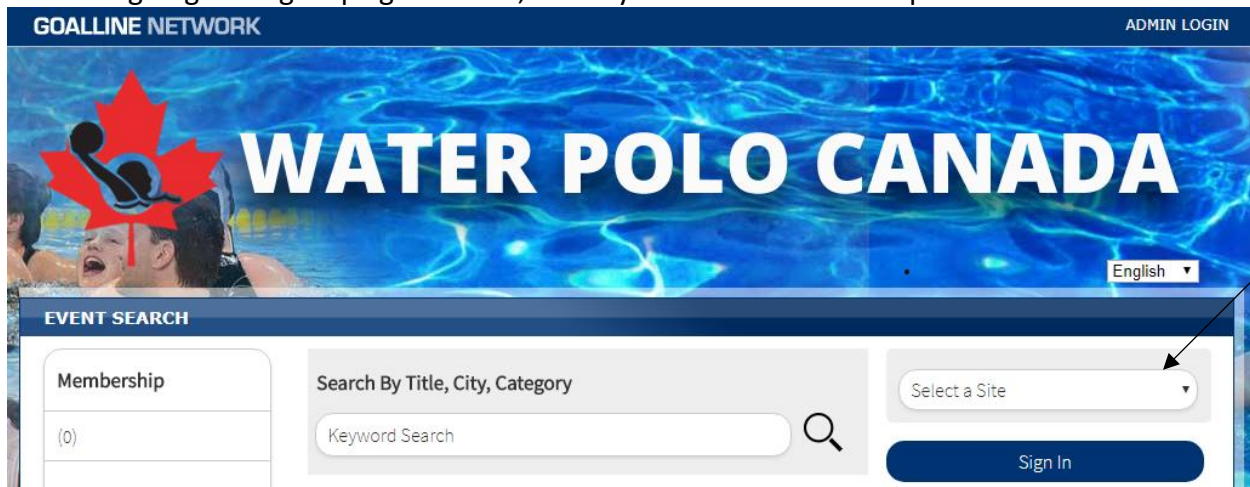 GOALLINE NETWORK
ADMIN LOGIN
WATER POLO CANADA
English
EVENT SEARCH
Membership
(0)
Search By Title, City, Category
Keyword Search
Select a Site
Sign In